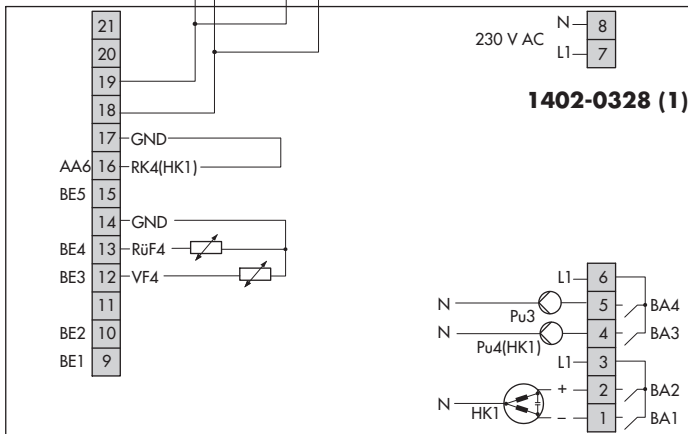 21
20
19
18
17 GND
AA6 16 RK4(HK1)
BE5 15
14 GND
BE4 13 RüF4
BE3 12 VF4
11
BE2 10
BE1 9
230 V AC
N 8
L1 7
1402-0328 (1)
L1 6
N Pu3 5 BA4
N Pu4(HK1) 4 BA3
L1 3
+ 2 BA2
N HK1
– 1 BA1